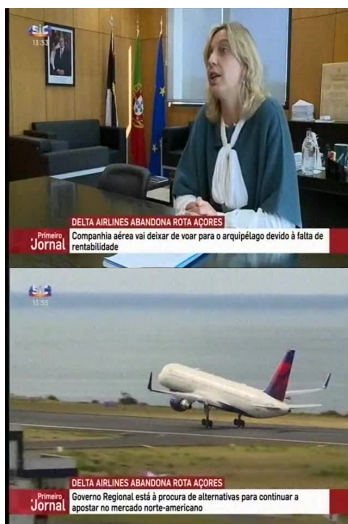 SIC
13:53
DELTA AIRLINES ABANDONA ROTA AÇORES
Primeiro
Jornal
Companhia aérea vai deixar de voar para o arquipélago devido à falta de
rentabilidade
SIC
13:55
DELTA AIRLINES ABANDONA ROTA AÇORES
Primeiro
Jornal
Governo Regional está à procura de alternativas para continuar a
apostar no mercado norte-americano